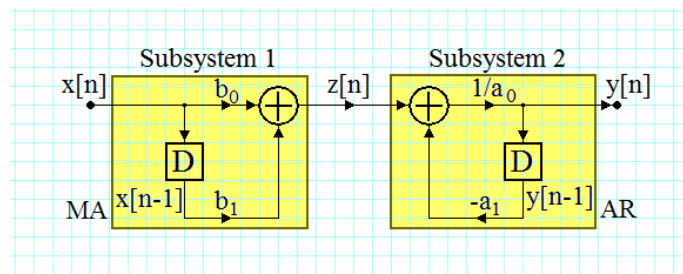 Subsystem 1 Subsystem 2
x[n] b0 z[n] 1/a0 y[n]
D D
MA x[n-1] b1 -a1 y[n-1] AR